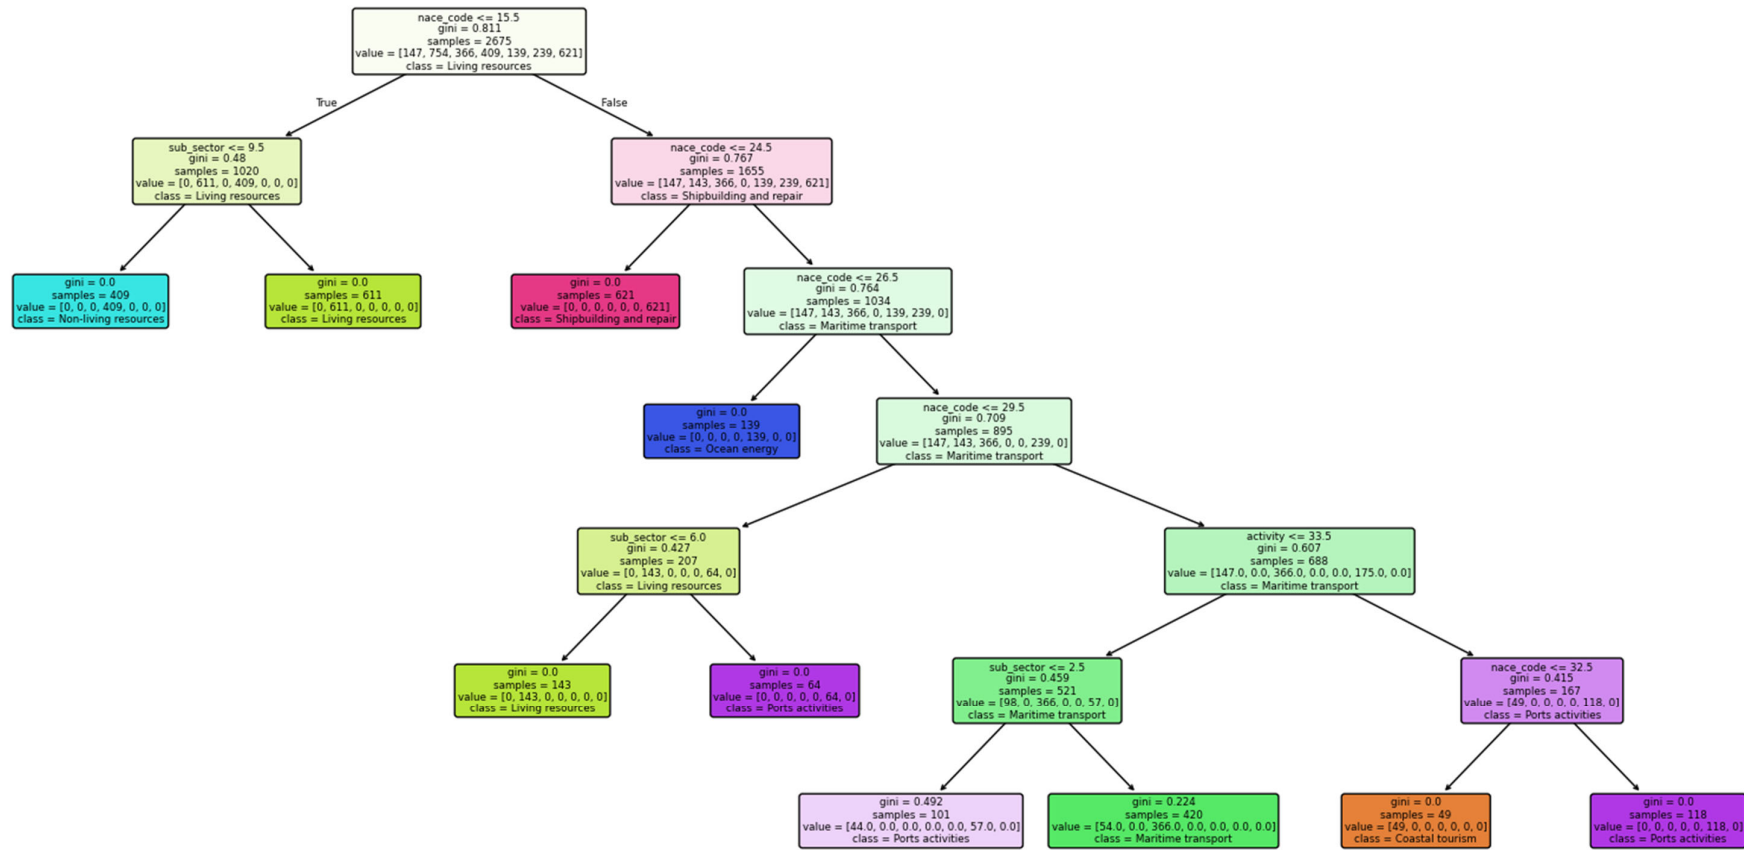 nace_code <= 15.5
gini = 0.811
samples = 2675
value = [147, 754, 366, 409, 139, 239, 621]
class = Living resources
True
False
sub_sector <= 9.5
gini = 0.48
samples = 1020
value = [0, 611, 0, 409, 0, 0, 0]
class = Living resources
nace_code <= 24.5
gini = 0.767
samples = 1655
value = [147, 143, 366, 0, 139, 239, 621]
class = Shipbuilding and repair
gini = 0.0
samples = 409
value = [0, 0, 0, 409, 0, 0, 0]
class = Non-living resources
gini = 0.0
samples = 611
value = [0, 611, 0, 0, 0, 0, 0]
class = Living resources
gini = 0.0
samples = 621
value = [0, 0, 0, 0, 0, 0, 621]
class = Shipbuilding and repair
nace_code <= 26.5
gini = 0.764
samples = 1034
value = [147, 143, 366, 0, 139, 239, 0]
class = Maritime transport
gini = 0.0
samples = 139
value = [0, 0, 0, 0, 139, 0, 0]
class = Ocean energy
nace_code <= 29.5
gini = 0.709
samples = 895
value = [147, 143, 366, 0, 0, 239, 0]
class = Maritime transport
sub_sector <= 6.0
gini = 0.427
samples = 207
value = [0, 143, 0, 0, 0, 64, 0]
class = Living resources
activity <= 33.5
gini = 0.607
samples = 688
value = [147.0, 0.0, 366.0, 0.0, 0.0, 175.0, 0.0]
class = Maritime transport
gini = 0.0
samples = 143
value = [0, 143, 0, 0, 0, 0, 0]
class = Living resources
gini = 0.0
samples = 64
value = [0, 0, 0, 0, 0, 64, 0]
class = Ports activities
sub_sector <= 2.5
gini = 0.459
samples = 521
value = [98, 0, 366, 0, 0, 57, 0]
class = Maritime transport
nace_code <= 32.5
gini = 0.415
samples = 167
value = [49, 0, 0, 0, 0, 118, 0]
class = Ports activities
gini = 0.492
samples = 101
value = [44.0, 0.0, 0.0, 0.0, 0.0, 57.0, 0.0]
class = Ports activities
gini = 0.224
samples = 420
value = [54.0, 0.0, 366.0, 0.0, 0.0, 0.0, 0.0]
class = Maritime transport
gini = 0.0
samples = 49
value = [49, 0, 0, 0, 0, 0, 0]
class = Coastal tourism
gini = 0.0
samples = 118
value = [0, 0, 0, 0, 0, 118, 0]
class = Ports activities